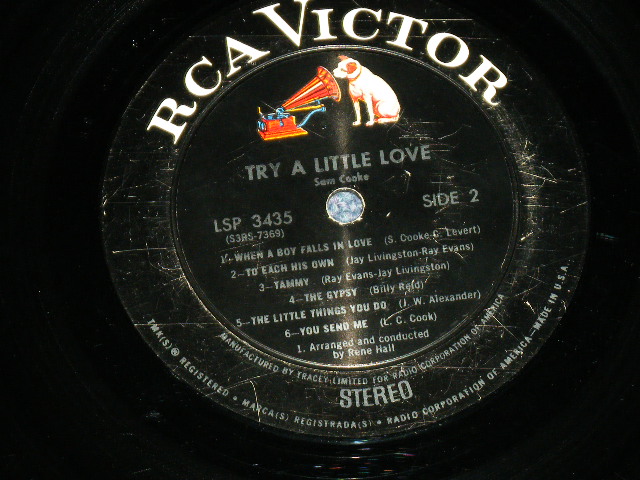 RCA VICTOR
TRY A LITTLE LOVE
Sam Cooke
LSP 3435
(S3RS-7369)
SIDE 2
1. WHEN A BOY FALLS IN LOVE (S. Cooke-C. Levert)
2—TO EACH HIS OWN (Jay Livingston-Ray Evans)
3—TAMMY (Ray Evans-Jay Livingston)
4—THE GYPSY (Billy Reid)
5—THE LITTLE THINGS YOU DO (J. W. Alexander)
6—YOU SEND ME (L. C. Cook)
1. Arranged and conducted
by Rene Hall
MANUFACTURED BY TRACEY LIMITED FOR RADIO CORPORATION OF AMERICA
STEREO
TMK(S) ® REGISTERED • MARCA(S) REGISTRADA(S) • RADIO CORPORATION OF AMERICA—MADE IN U.S.A.